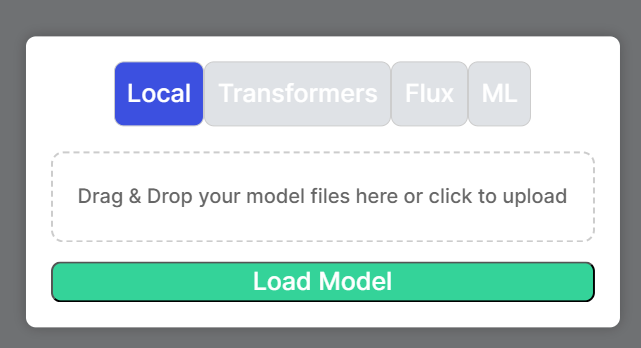 Local Transformers Flux ML
Drag & Drop your model files here or click to upload
Load Model